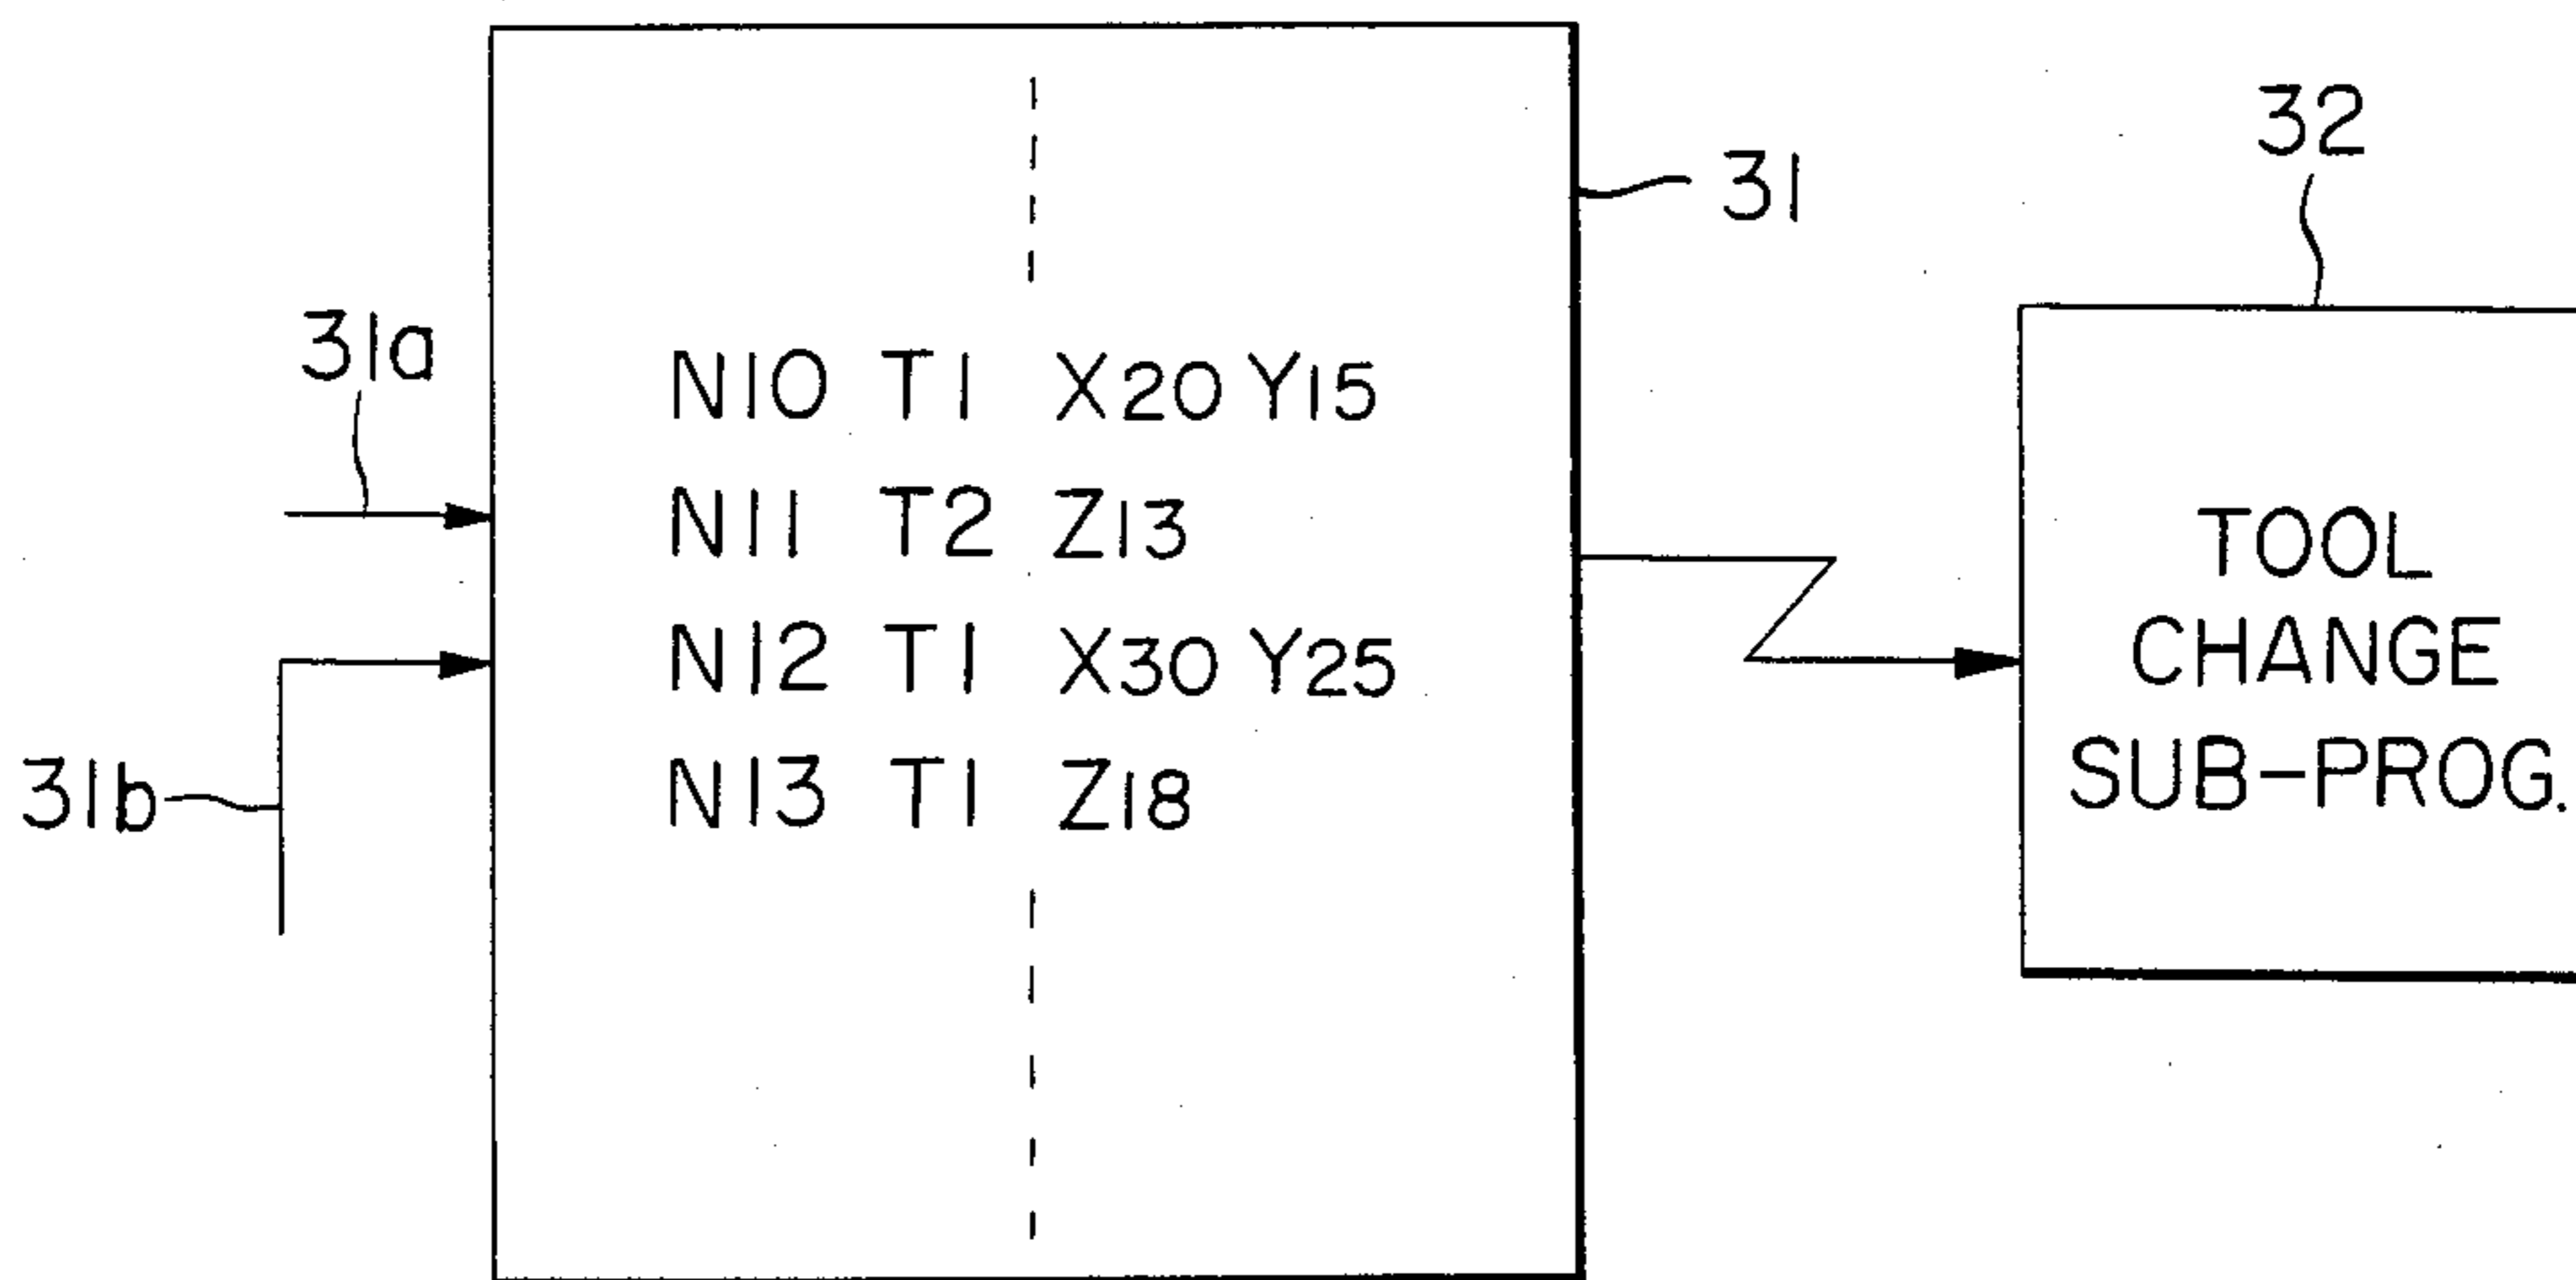 31
32
31a
N10 T1 X20 Y15
N11 T2 Z13
N12 T1 X30 Y25
N13 T1 Z18
31b
TOOL
CHANGE
SUB-PROG.